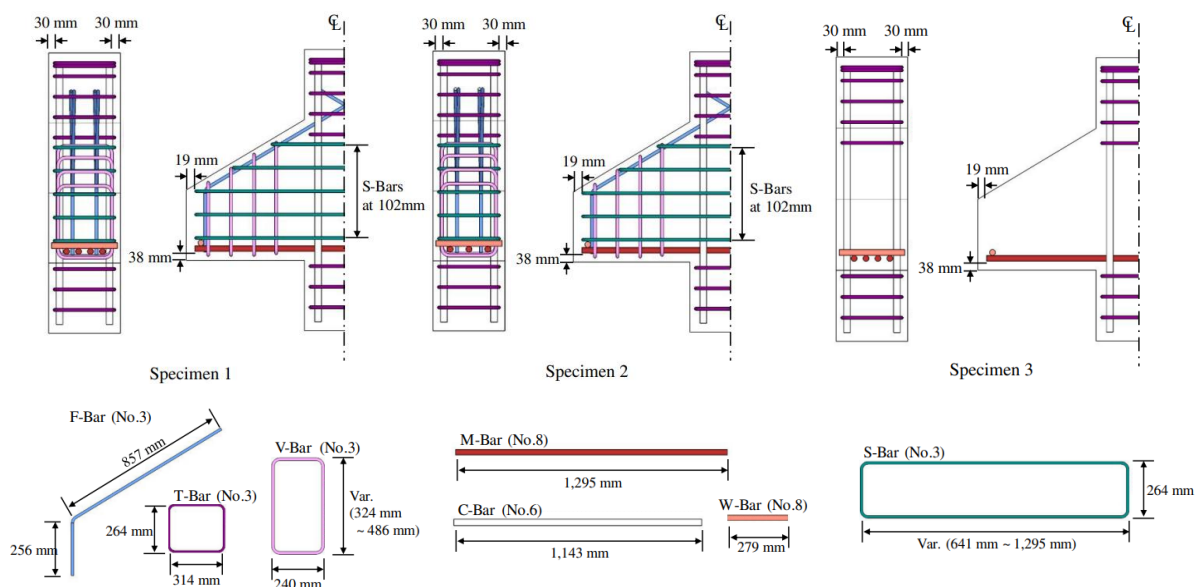 ℄
30 mm 30 mm
19 mm
S-Bars
at 102mm
38 mm
Specimen 1
℄
30 mm 30 mm
19 mm
S-Bars
at 102mm
38 mm
Specimen 2
℄
30 mm 30 mm
19 mm
38 mm
Specimen 3
F-Bar (No.3)
857 mm
256 mm
T-Bar (No.3)
264 mm
314 mm
V-Bar (No.3)
Var.
(324 mm
~ 486 mm)
240 mm
M-Bar (No.8)
1,295 mm
C-Bar (No.6)
1,143 mm
W-Bar (No.8)
279 mm
S-Bar (No.3)
264 mm
Var. (641 mm ~ 1,295 mm)